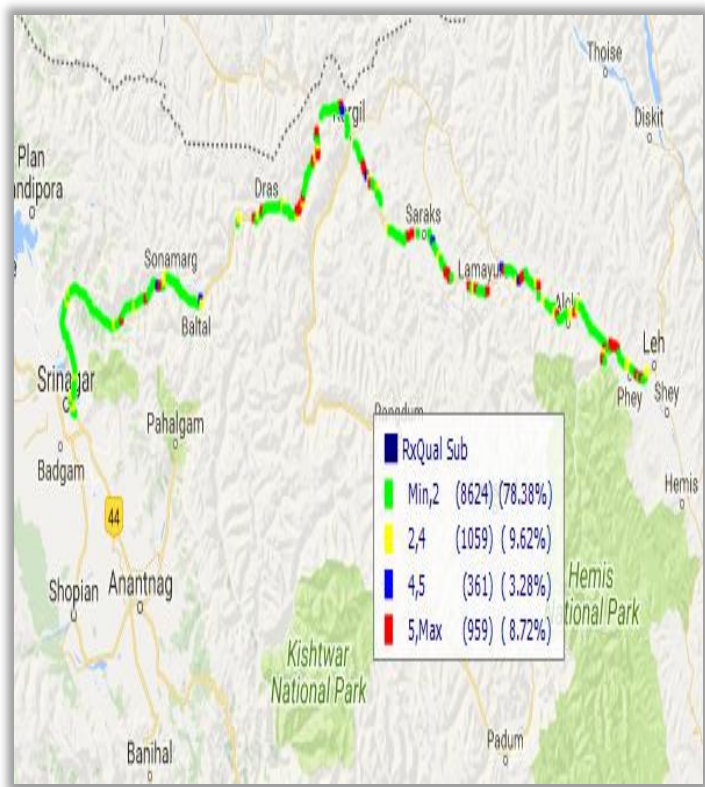 Thoise
Diskit
Plan
andipora
Kargil
Dras
Saraks
Sonamarg
Lamayur
Baltal
Alchi
Leh
Srinagar
Phey
Shey
Pahalgam
Rangdum
Badgam
RxQual Sub
Min,2 (8624) (78.38%)
2,4 (1059) ( 9.62%)
4,5 (361) ( 3.28%)
5,Max (959) ( 8.72%)
Hemis
44
Hemis
National Park
Shopian
Anantnag
Kishtwar
National Park
Banihal
Padum